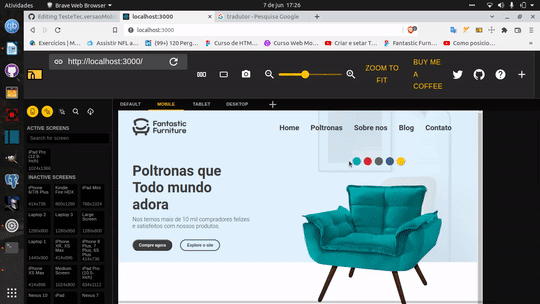 Atividades
Brave Web Browser
7 de jun 17:26
Editing TesteTec.versaoMobi
localhost:3000
tradutor - Pesquisa Google
localhost:3000
Exercícios | M
Assistir NFL a
(99+) 120 Perg
Curso de HTM
Curso Web Mo
Criar e setar T
Fantastic Furn
Como posicio
http://localhost:3000/
ZOOM TO FIT
BUY ME A COFFEE
DEFAULT
MOBILE
TABLET
DESKTOP
ACTIVE SCREENS
Search for screen
iPad Pro (12.9-inch)
1024x1366
INACTIVE SCREENS
iPhone 6/7/8 Plus
414x736
Kindle Fire HDX
800x1280
iPad Mini
768x1024
Laptop 2
1280x800
Laptop 3
1280x950
Large Screen
1280x800
Laptop 1
1440x900
iPhone XR, XS Max
414x896
iPhone 8 Plus, 7 Plus, 6S Plus
414x736
iPhone XS Max
414x896
Medium Screen
1024x800
iPad Pro (10.5-inch)
834x1112
Nexus 10
iPad
Nexus 7
Fantastic
Furniture
Home
Poltronas
Sobre nos
Blog
Contato
Poltronas que
Todo mundo
adora
Nos temos mais de 10 mil compradores felizes
e satisfeitos com nossos produtos.
Compre agora
Explore o site